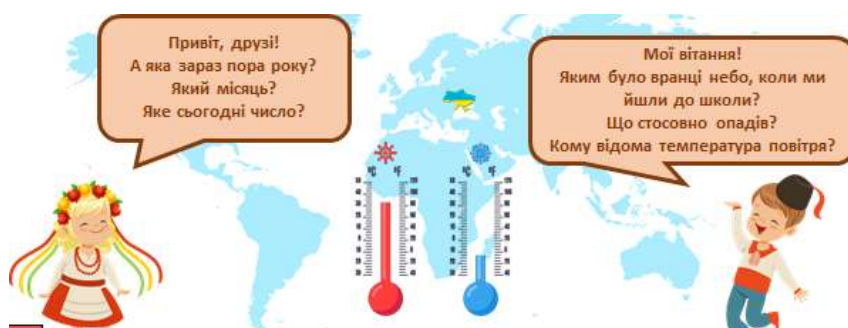 Привіт, друзі!
А яка зараз пора року?
Який місяць?
Яке сьогодні число?
Мої вітання!
Яким було вранці небо, коли ми
йшли до школи?
Що стосовно опадів?
Кому відома температура повітря?
°C °F
°C °F